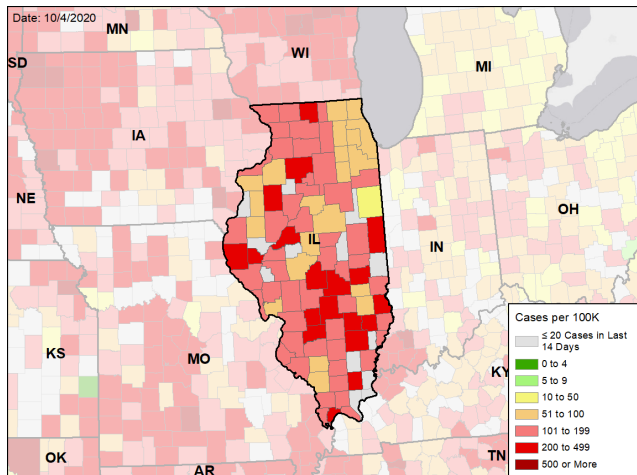 Date: 10/4/2020
MN
SD
WI
MI
IA
NE
OH
IL
IN
KS
MO
KY
OK
AR
TN
Cases per 100K
≤ 20 Cases in Last
14 Days
0 to 4
5 to 9
10 to 50
51 to 100
101 to 199
200 to 499
500 or More